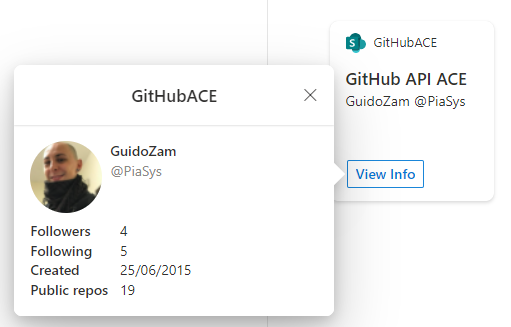 GitHubACE
GitHub API ACE
GuidoZam @PiaSys
View Info
GitHubACE
GuidoZam
@PiaSys
Followers 4
Following 5
Created 25/06/2015
Public repos 19